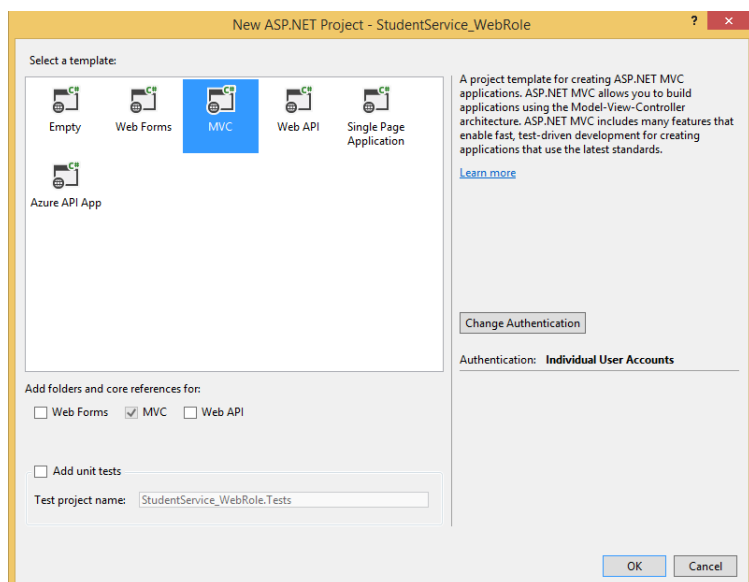 New ASP.NET Project - StudentService_WebRole
?
Select a template:
C# C# C# C# C#
Empty Web Forms MVC Web API Single Page
Application
C#
Azure API App
A project template for creating ASP.NET MVC
applications. ASP.NET MVC allows you to build
applications using the Model-View-Controller
architecture. ASP.NET MVC includes many features that
enable fast, test-driven development for creating
applications that use the latest standards.
Learn more
Change Authentication
Authentication: Individual User Accounts
Add folders and core references for:
Web Forms MVC Web API
Add unit tests
Test project name: StudentService_WebRole.Tests
OK Cancel